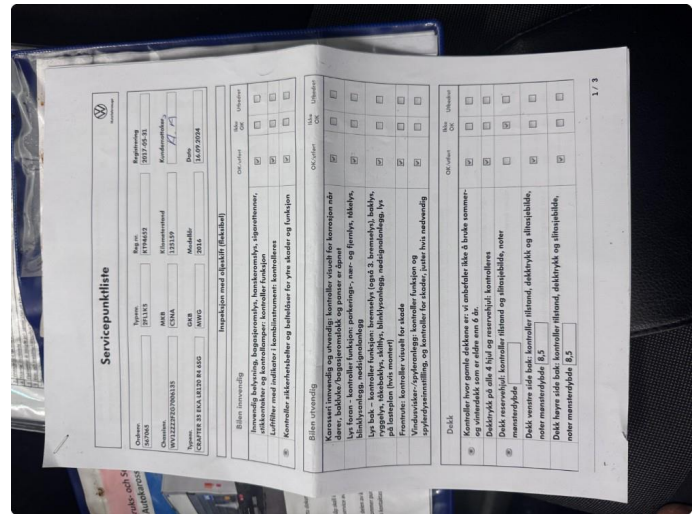 Servicepunktliste
Ordrenr. Typenr. Reg.nr. Registrering
567065 2FL1K5 KT94652 2017-05-31
Chassisnr. MKB Kilometerstand Kundemottaker
WV1ZZZ2FZG7006135 CSNA 135159
Typenr. GKB Modellår Dato
CRAFTER 35 EKA LR120 R4 6SG MWG 2016 16.09.2024
Inspeksjon med oljeskift (fleksibel)
Bilen innvendig OK/utført Ikke OK Utbedret
Innvendig belysning, bagasjeromslys, hanskeromslys, sigarettenner,
stikkontakter og kontrollamper: kontroller funksjon
Luftfilter med indikator i kombiinstrument: kontrolleres
Kontroller sikkerhetsbelter og beltelåser for ytre skader og funksjon
Bilen utvendig OK/utført Ikke OK Utbedret
Karosseri innvendig og utvendig: kontroller visuelt for korrosjon når
dører, bakluke/bagasjeromslokk og panser er åpnet
Lys foran - kontroller funksjon: parkerings-, nær- og fjernlys, tåkelys,
blinklysanlegg, nødsignalanlegg
Lys bak – kontroller funksjon: bremselys (også 3. bremselys), baklys,
ryggelys, tåkebaklys, skiltlys, blinklysanlegg, nødsignalanlegg, lys
på lasteplan (hvis montert)
Frontrute: kontroller visuelt for skade
Vindusvisker-/spyleranlegg: kontroller funksjon og
spylerdyseinnstilling, og kontroller for skader, juster hvis nødvendig
Dekk OK/utført Ikke OK Utbedret
Kontroller hvor gamle dekkene er: vi anbefaler ikke å bruke sommer-
og vinterdekk som er eldre enn 6 år.
Dekktrykk på alle 4 hjul og reservehjul: kontrolleres
Dekk reservehjul: kontroller tilstand og slitasjebilde, noter
mønsterdybde
Dekk venstre side bak: kontroller tilstand, dekktrykk og slitasjebilde,
noter mønsterdybde 8,5
Dekk høyre side bak: kontroller tilstand, dekktrykk og slitasjebilde,
noter mønsterdybde 8,5
1 / 3